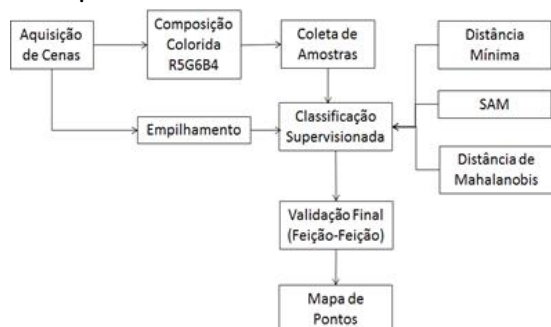 Aquisição
de Cenas
Composição
Colorida
R5G6B4
Coleta de
Amostras
Distância
Mínima
SAM
Distância de
Mahalanobis
Empilhamento
Classificação
Supervisionada
Validação Final
(Feição-Feição)
Mapa de
Pontos